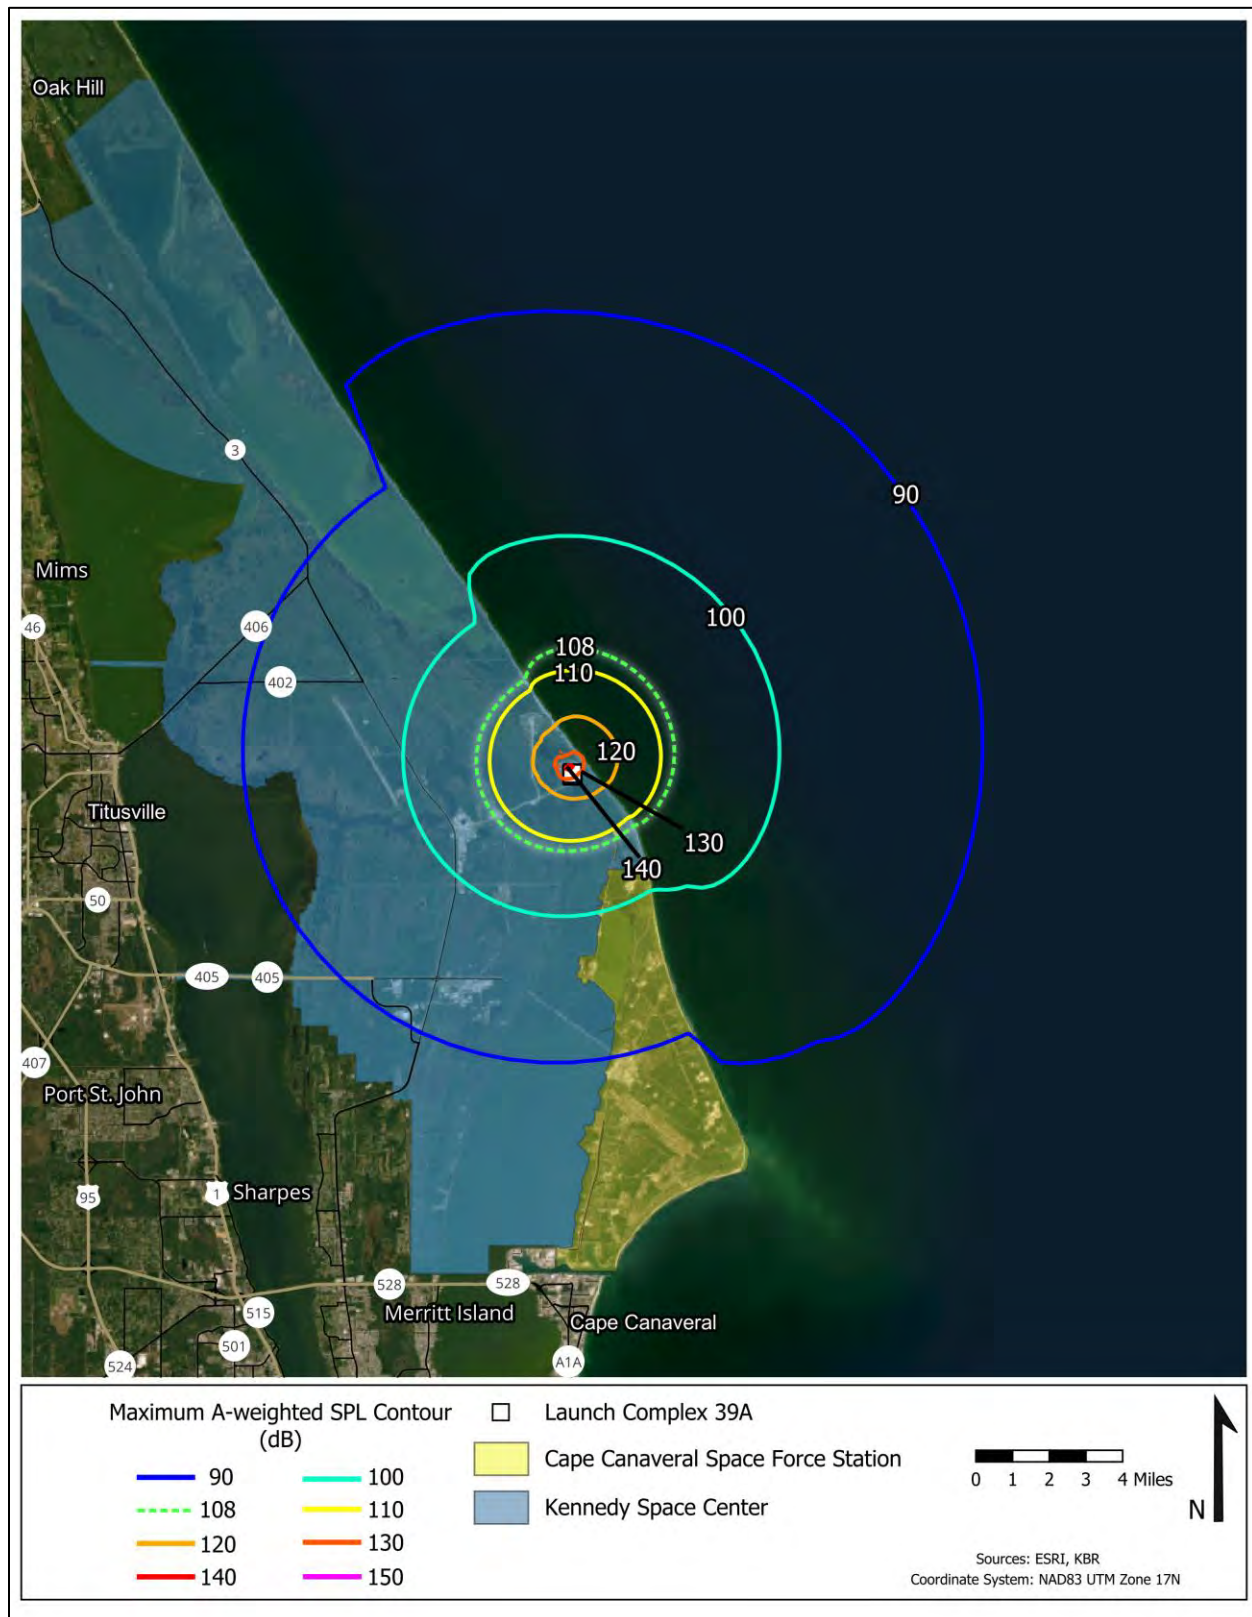 Oak Hill
3
90
Mims
46
406
100
108
110
402
120
Titusville
130
140
50
405
405
407
Port St. John
95
1
Sharpes
528
528
515
Merritt Island
Cape Canaveral
501
524
A1A
Maximum A-weighted SPL Contour
(dB)
90
100
108
110
120
130
140
150
Launch Complex 39A
Cape Canaveral Space Force Station
Kennedy Space Center
0 1 2 3 4 Miles
N
Sources: ESRI, KBR
Coordinate System: NAD83 UTM Zone 17N